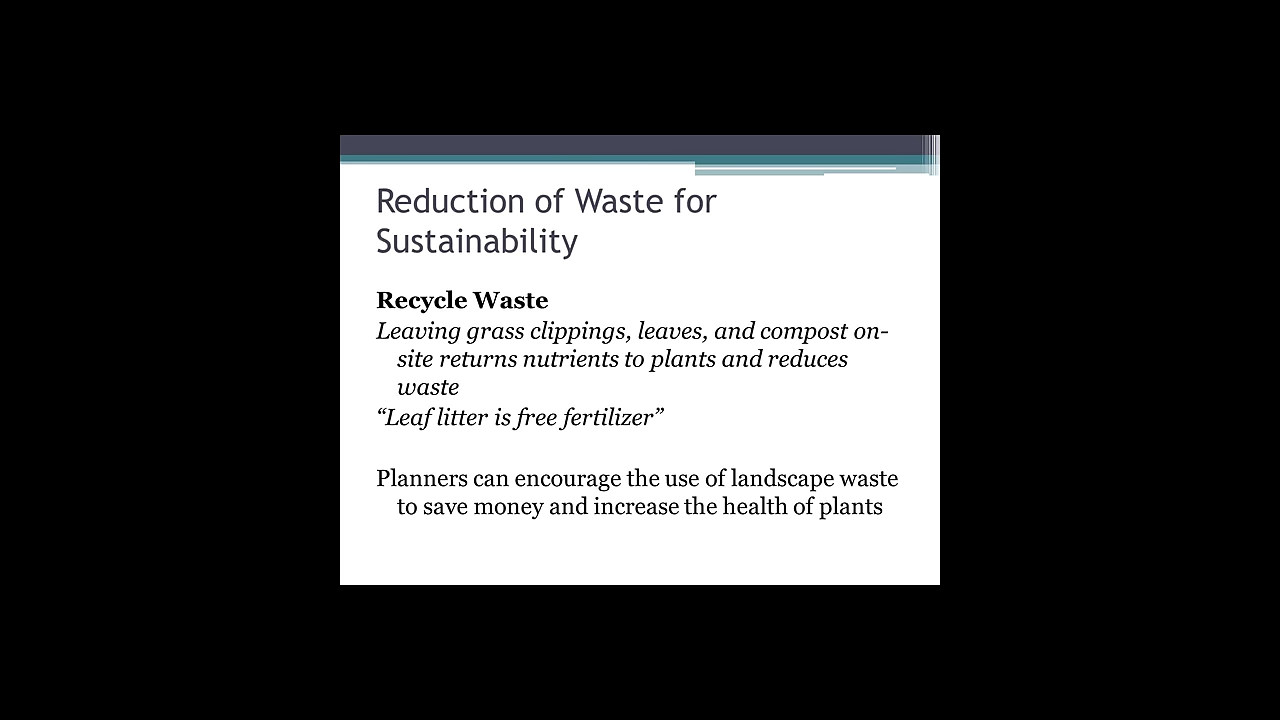 Reduction of Waste for
Sustainability
Recycle Waste
Leaving grass clippings, leaves, and compost on-
site returns nutrients to plants and reduces
waste
“Leaf litter is free fertilizer”
Planners can encourage the use of landscape waste
to save money and increase the health of plants